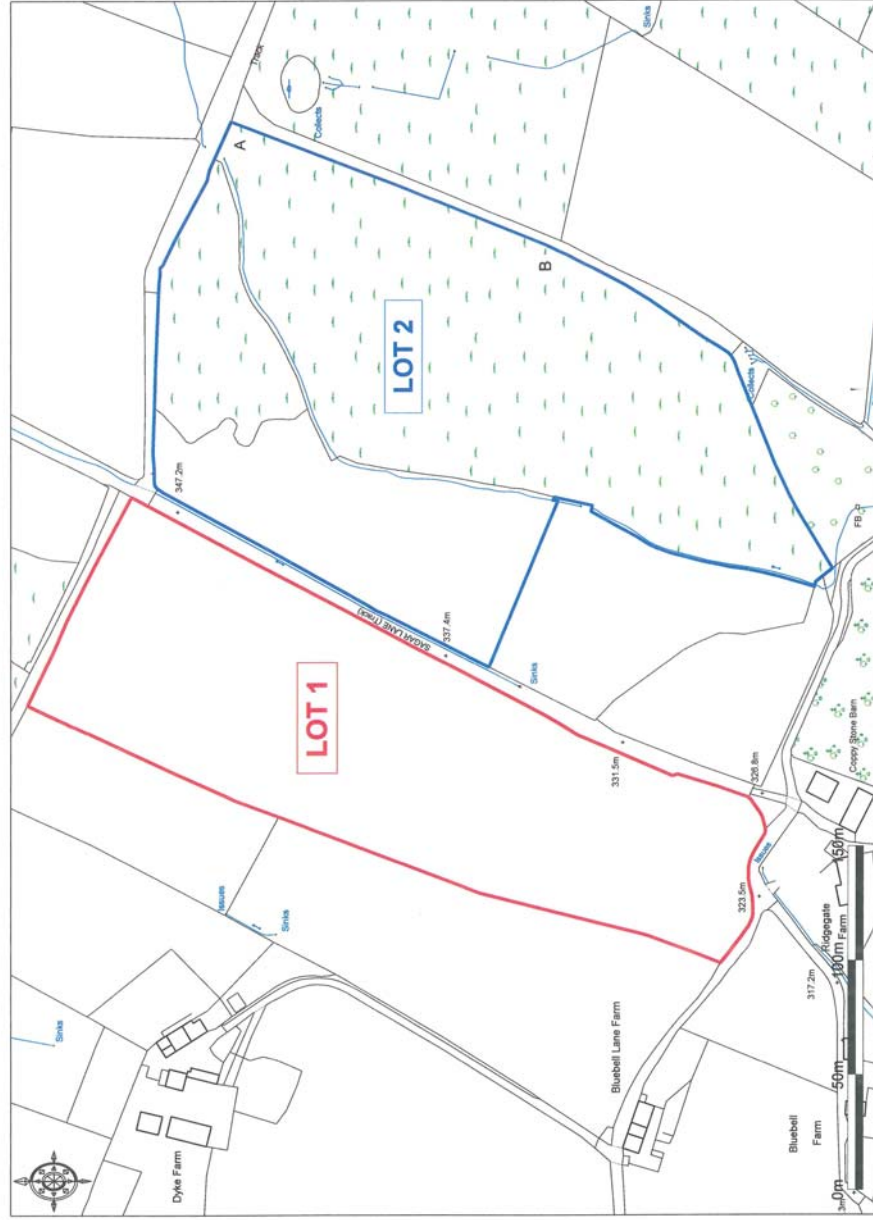 Sinks
Track
Collects
A
B
LOT 2
347.2m
Collects
FB
SAGAR LANE (Track)
337.4m
Sinks
LOT 1
331.5m
326.8m
Coppy Stone Barn
Issues
323.5m
Ridgegate
Farm
317.2m
Issues
Sinks
Sinks
Dyke Farm
Bluebell Lane Farm
Bluebell
Farm
0m
50m
100m
150m